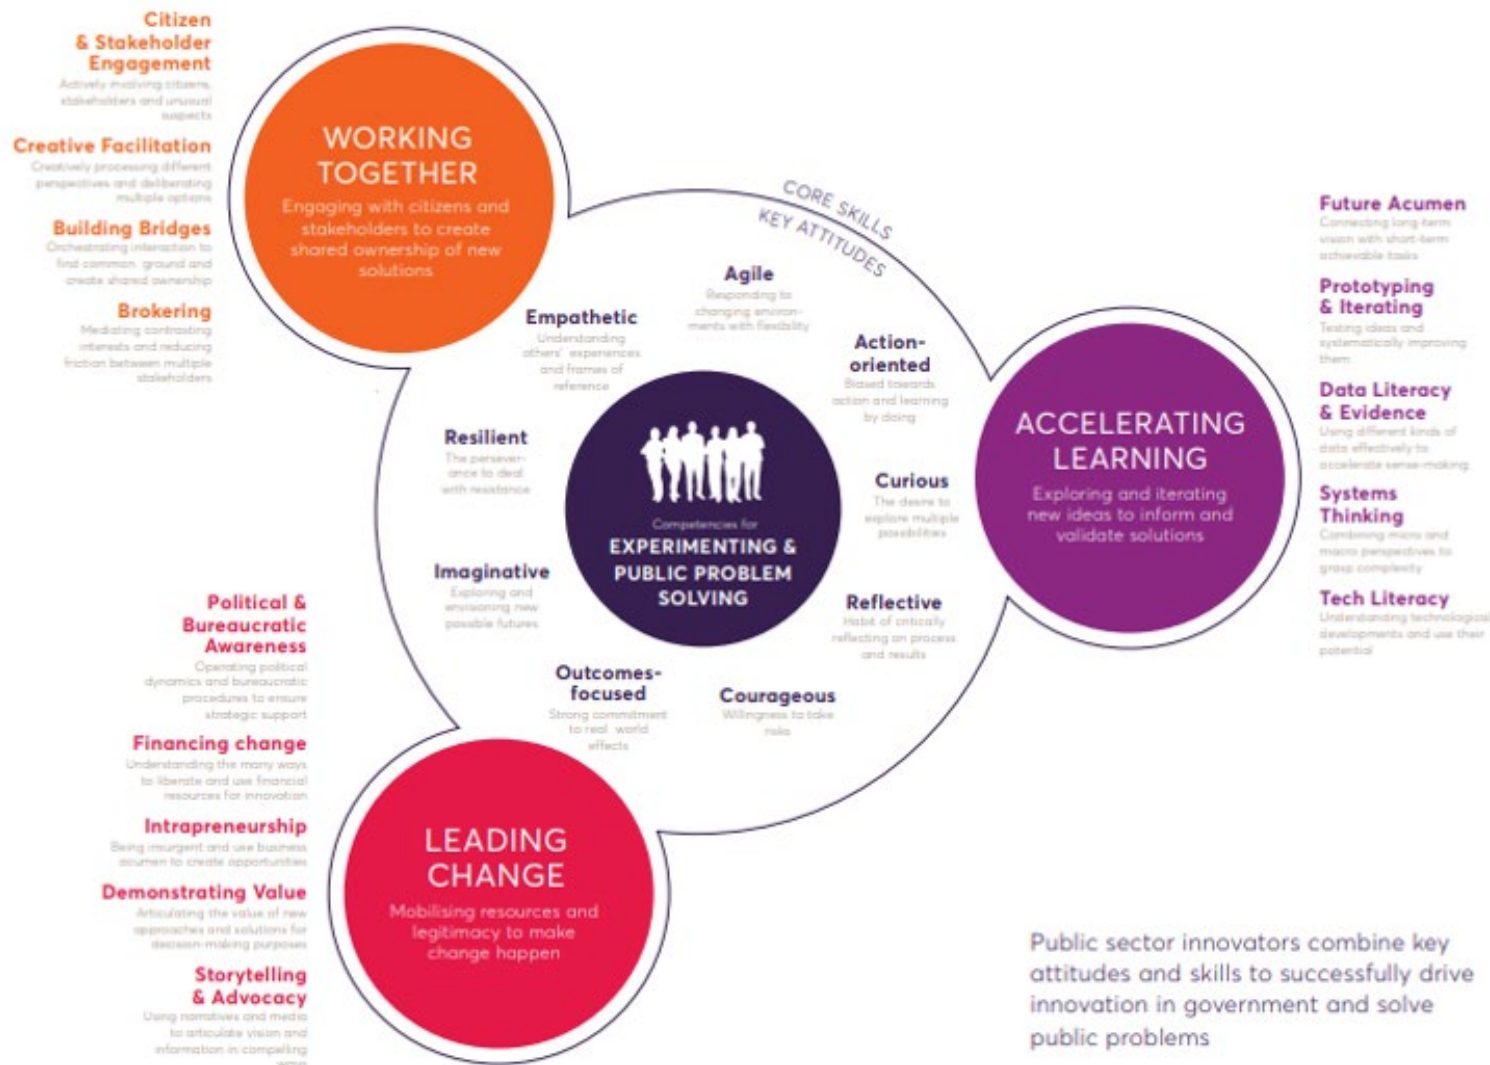 Citizen
& Stakeholder
Engagement
Actively involving citizens,
stakeholders and unusual
suspects
Creative Facilitation
Creatively processing different
perspectives and deliberating
multiple options
Building Bridges
Orchestrating interaction to
find common ground and
create shared ownership
Brokering
Mediating contrasting
interests and reducing
friction between multiple
stakeholders
WORKING
TOGETHER
Engaging with citizens and
stakeholders to create
shared ownership of new
solutions
CORE SKILLS
KEY ATTITUDES
Agile
Responding to
changing environ-
ments with flexibility
Empathetic
Understanding
others' experiences
and frames of
reference
Action-
oriented
Biased towards
action and learning
by doing
Resilient
The persever-
ance to deal
with resistance
Curious
The desire to
explore multiple
possibilities
Imaginative
Exploring and
envisioning new
possible futures
Reflective
Habit of critically
reflecting on process
and results
Outcomes-
focused
Strong commitment
to real world
effects
Courageous
Willingness to take
risks
Competencies for
EXPERIMENTING &
PUBLIC PROBLEM
SOLVING
ACCELERATING
LEARNING
Exploring and iterating
new ideas to inform and
validate solutions
Future Acumen
Connecting long-term
vision with short-term
achievable tasks
Prototyping
& Iterating
Testing ideas and
systematically improving
them
Data Literacy
& Evidence
Using different kinds of
data effectively to
accelerate sense-making
Systems
Thinking
Combining micro and
macro perspectives to
grasp complexity
Tech Literacy
Understanding technological
developments and use their
potential
Political &
Bureaucratic
Awareness
Operating political
dynamics and bureaucratic
procedures to ensure
strategic support
Financing change
Understanding the many ways
to liberate and use financial
resources for innovation
Intrapreneurship
Being insurgent and use business
acumen to create opportunities
Demonstrating Value
Articulating the value of new
approaches and solutions for
decision-making purposes
Storytelling
& Advocacy
Using narratives and media
to articulate vision and
information in compelling
LEADING
CHANGE
Mobilising resources and
legitimacy to make
change happen
Public sector innovators combine key
attitudes and skills to successfully drive
innovation in government and solve
public problems